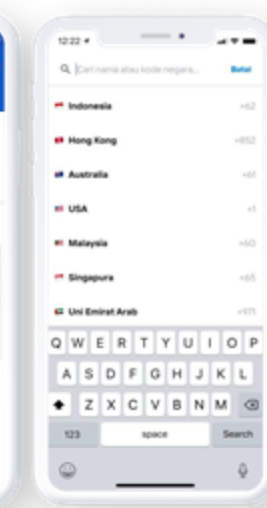 12:22
Cari nama atau kode negara...
Batal
Indonesia +62
Hong Kong +852
Australia +61
USA +1
Malaysia +60
Singapura +65
Uni Emirat Arab +971
Q W E R T Y U I O P
A S D F G H J K L
Z X C V B N M
123 space Search